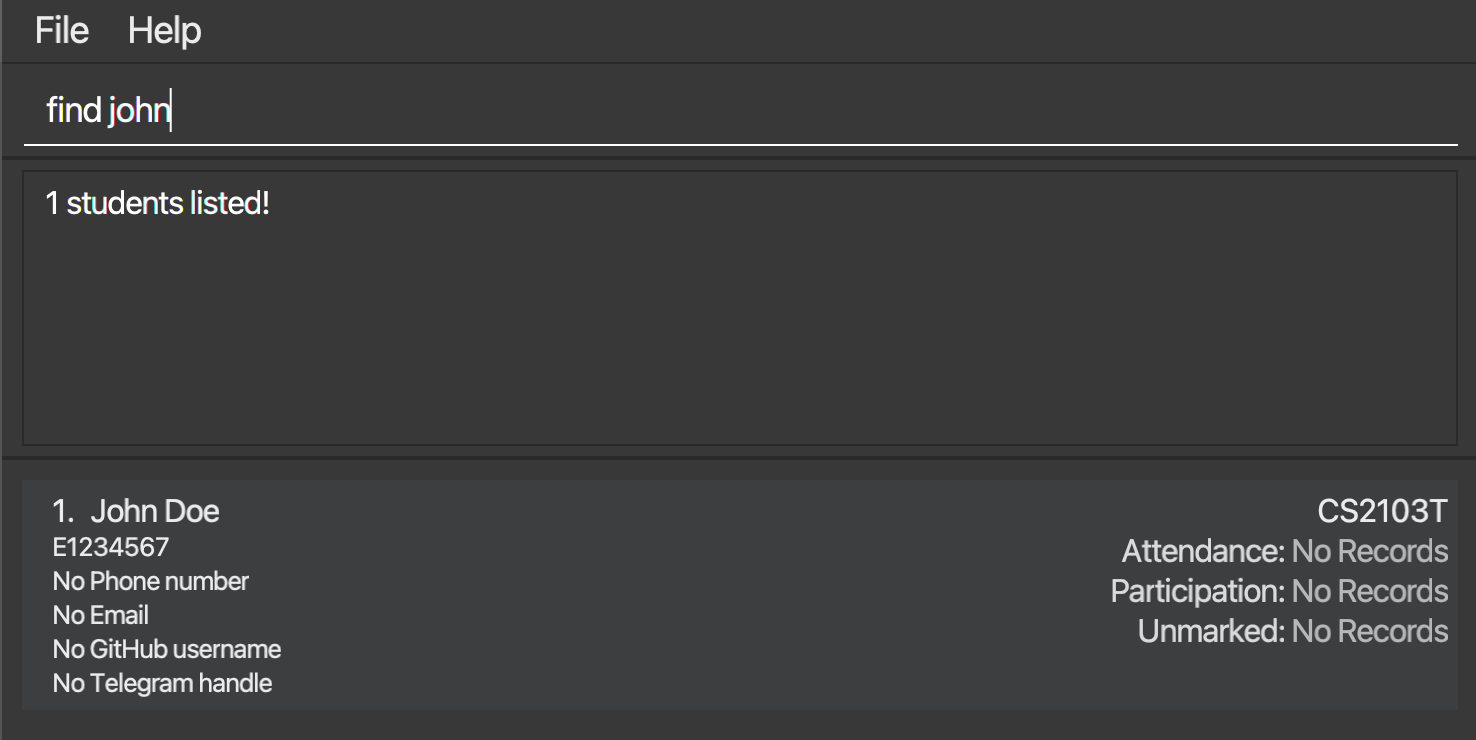 File Help
find john
1 students listed!
1. John Doe
E1234567
No Phone number
No Email
No GitHub username
No Telegram handle
CS2103T
Attendance: No Records
Participation: No Records
Unmarked: No Records